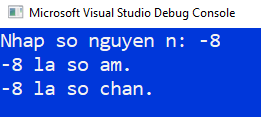 Microsoft Visual Studio Debug Console
Nhap so nguyen n: -8
-8 la so am.
-8 la so chan.